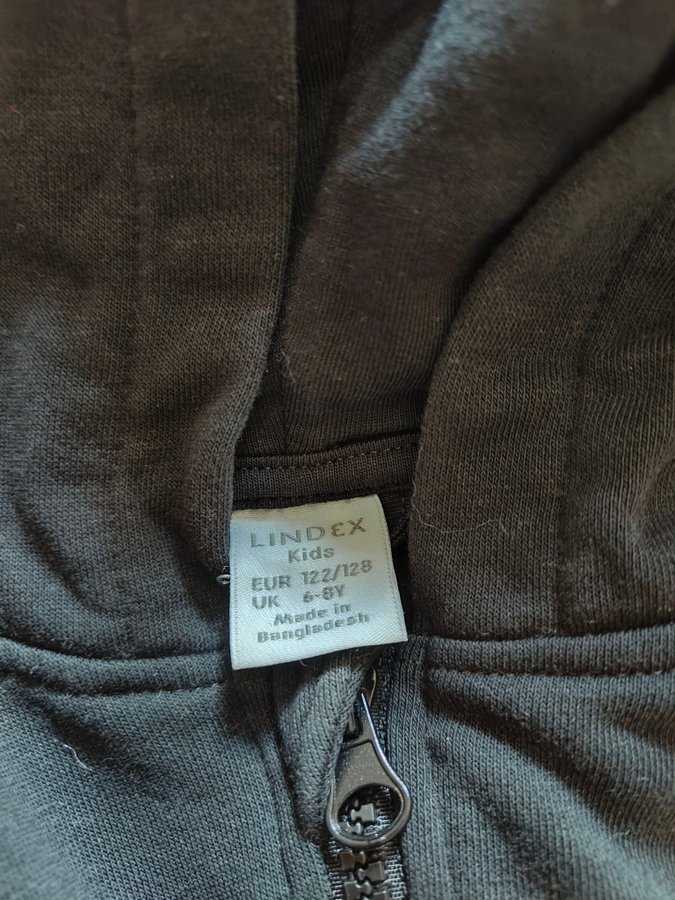 LINDEX
Kids
EUR 122/128
UK 6-8Y
Made in
Bangladesh